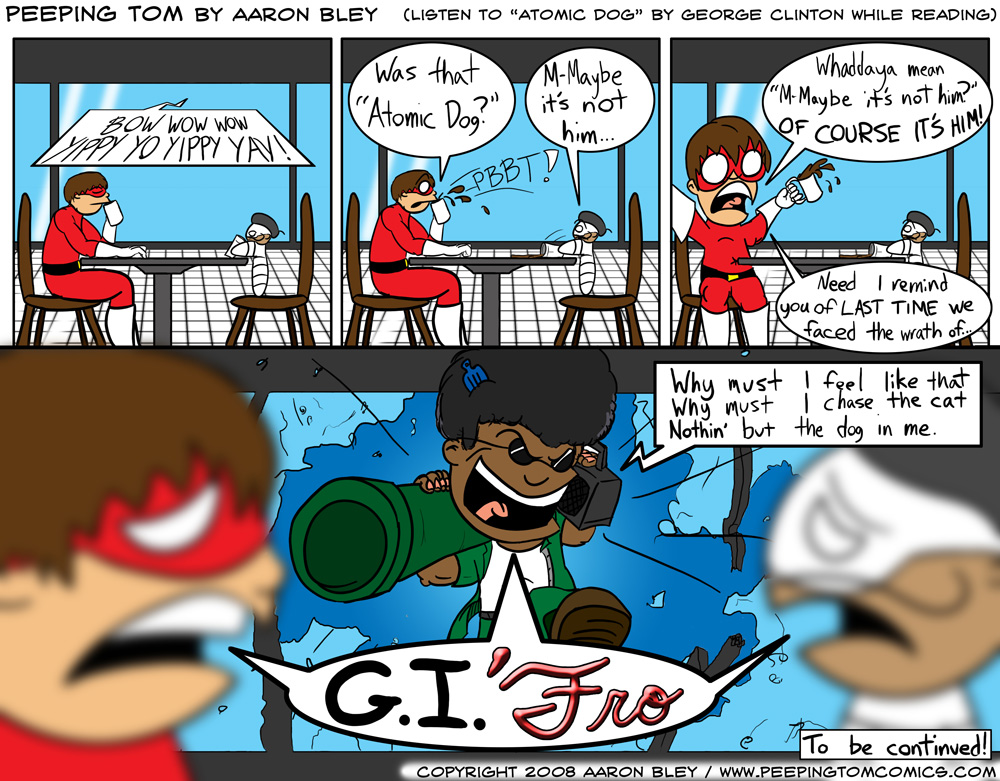 PEEPING TOM BY AARON BLEY (LISTEN TO "ATOMIC DOG" BY GEORGE CLINTON WHILE READING)
BOW WOW WOW
YIPPY YO YIPPY YAY!
Was that
"Atomic Dog?"
PBBT!
M-Maybe
it's not
him...
Whaddaya mean
"M-Maybe it's not him?"
OF COURSE IT'S HIM!
Need I remind
you of LAST TIME we
faced the wrath of...
Why must I feel like that
Why must I chase the cat
Nothin' but the dog in me.
G.I. 'Fro
To be continued!
COPYRIGHT 2008 AARON BLEY / WWW.PEEPINGTOMCOMICS.COM